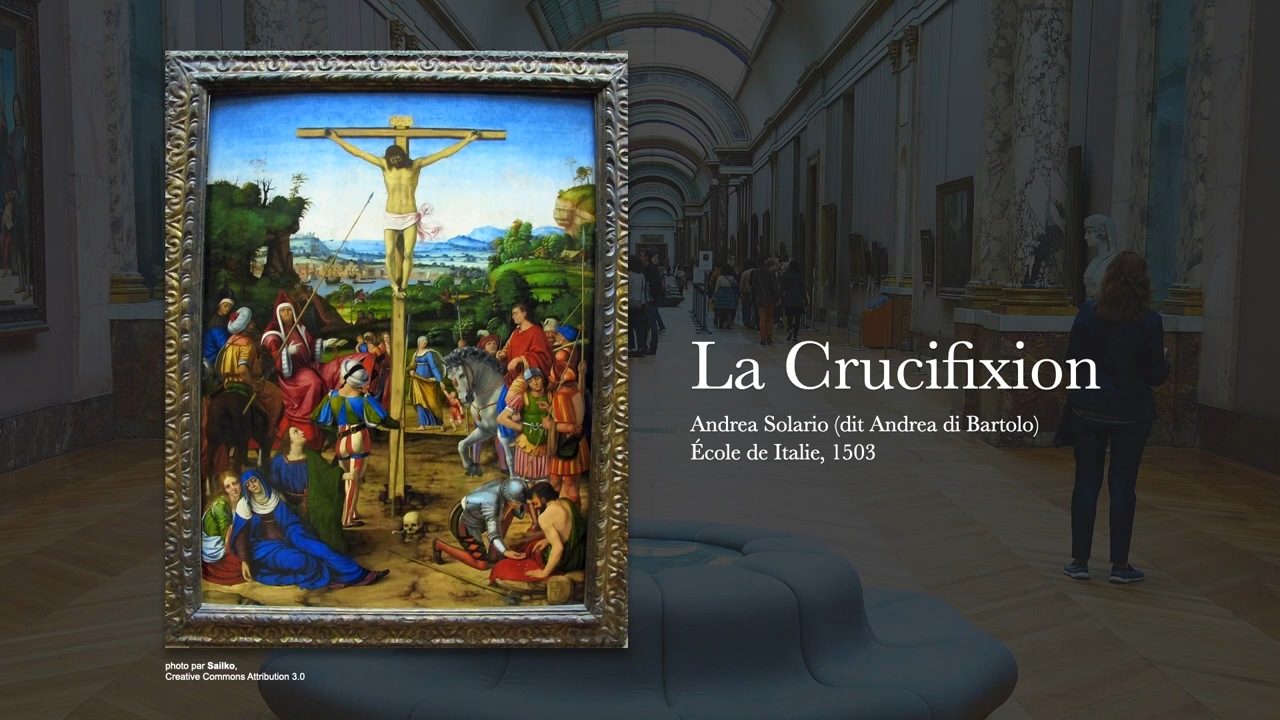 La Crucifixion
Andrea Solario (dit Andrea di Bartolo)
École de Italie, 1503
photo par Sailko,
Creative Commons Attribution 3.0